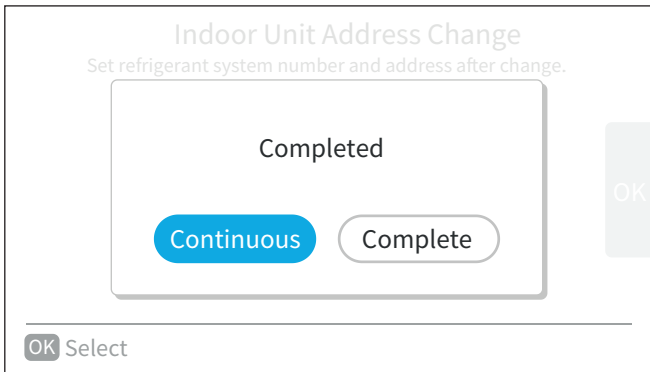 Indoor Unit Address Change
Set refrigerant system number and address after change.
Completed
Continuous Complete
OK
OK Select